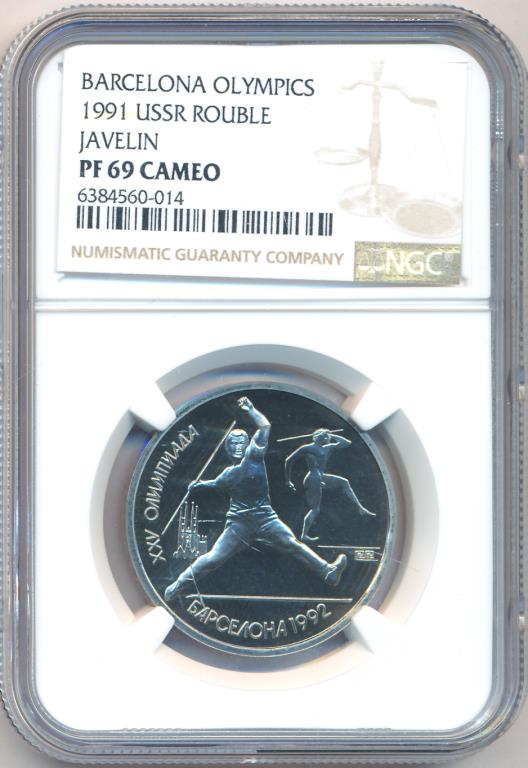 BARCELONA OLYMPICS
1991 USSR ROUBLE
JAVELIN
PF 69 CAMEO
6384560-014
NUMISMATIC GUARANTY COMPANY
NGC
XXV ОЛИМПИАДА
БАРСЕЛОНА 1992